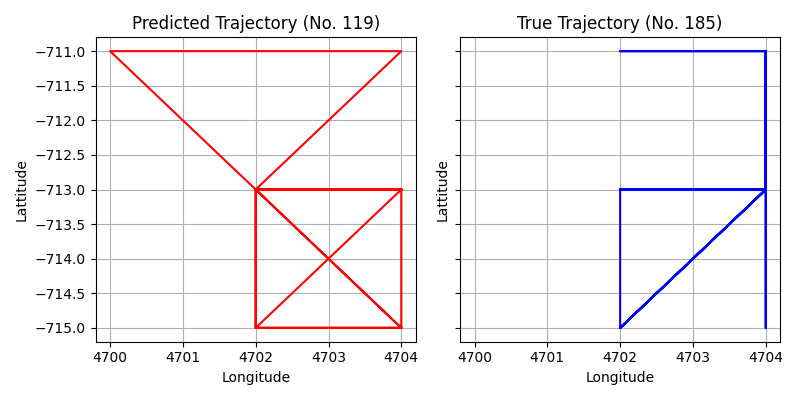 Predicted Trajectory (No. 119)
True Trajectory (No. 185)
Lattitude
−711.0
−711.5
−712.0
−712.5
−713.0
−713.5
−714.0
−714.5
−715.0
4700 4701 4702 4703 4704
Longitude
Lattitude
4700 4701 4702 4703 4704
Longitude